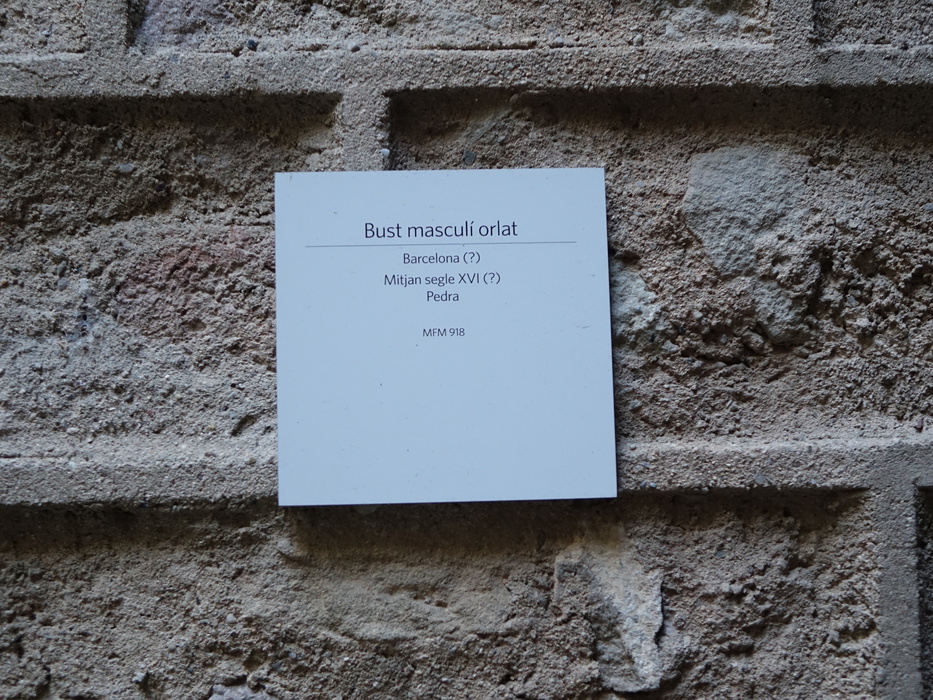 Bust masculí orlat
Barcelona (?)
Mitjan segle XVI (?)
Pedra
MFM 918